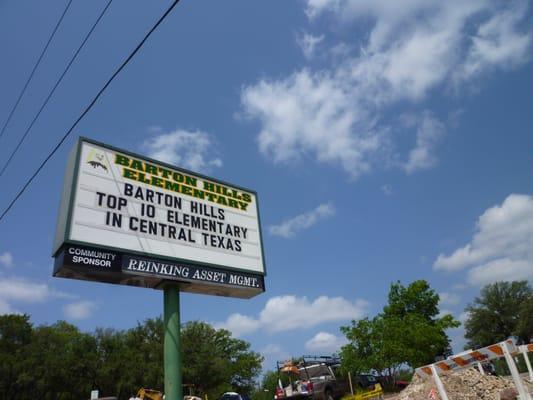 BARTON HILLS
ELEMENTARY
BARTON HILLS
TOP 10 ELEMENTARY
IN CENTRAL TEXAS
COMMUNITY
SPONSOR
REINKING ASSET MGMT.